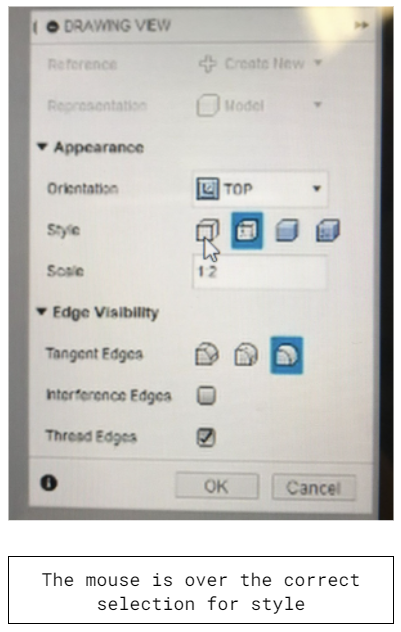 DRAWING VIEW
Reference Create New
Representation Model
Appearance
Orientation TOP
Style
Scale 1:2
Edge Visibility
Tangent Edges
Interference Edges
Thread Edges
OK Cancel
The mouse is over the correct
selection for style